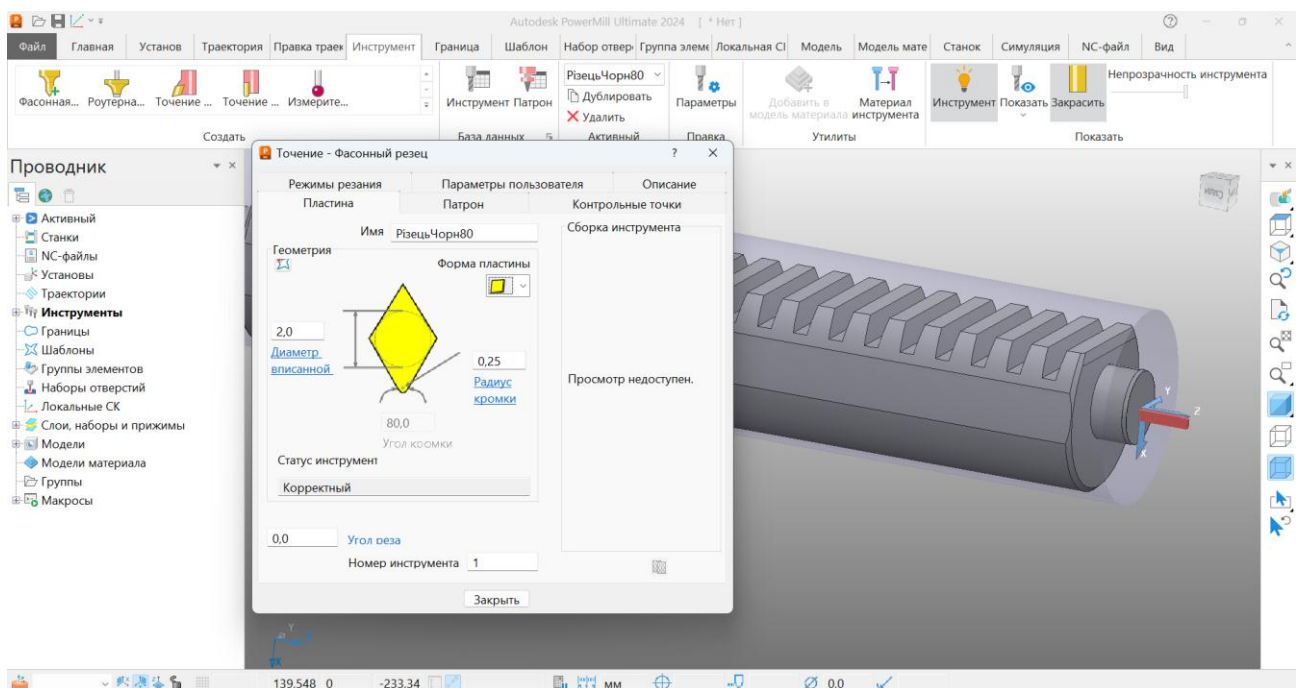 Autodesk PowerMill Ultimate 2024 [ * Нет ]
Файл Главная Установ Траектория Правка траек Инструмент Граница Шаблон Набор отвер Группа элеме Локальная СІ Модель Модель мате Станок Симуляция NC-файл Вид
Фасонная... Роутерна... Точение ... Точение ... Измерите...
Создать
Инструмент Патрон
База данных
РізецьЧорн80
Дублировать
Удалить
Активный
Параметры
Правка
Добавить в модель материала
Материал инструмента
Утилиты
Инструмент Показать Закрасить
Непрозрачность инструмента
Показать
Проводник
Активный
Станки
NC-файлы
Установы
Траектории
Инструменты
Границы
Шаблоны
Группы элементов
Наборы отверстий
Локальные СК
Слои, наборы и прижимы
Модели
Модели материала
Группы
Макросы
Точение - Фасонный резец ? ×
Режимы резания Параметры пользователя Описание
Пластина Патрон Контрольные точки
Имя РізецьЧорн80
Геометрия
Форма пластины
2,0
Диаметр
вписанной
0,25
Радиус
кромки
80,0
Угол кромки
Статус инструмент
Корректный
0,0 Угол реза
Номер инструмента 1
Сборка инструмента
Просмотр недоступен.
Закрыть
Y
Z
X
Y
139.548 0 -233.34 мм 0.0